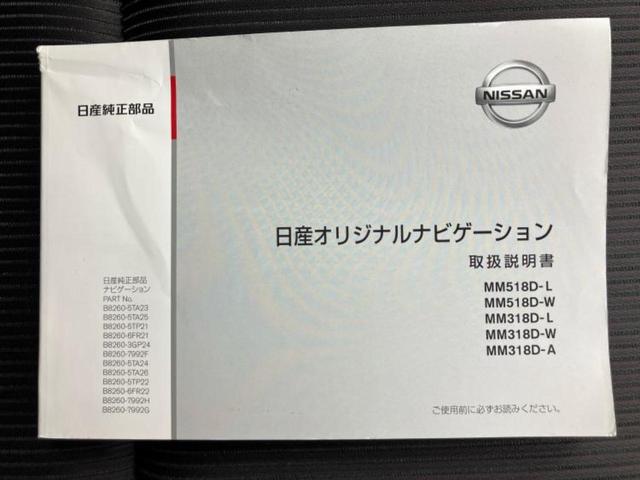 日産純正部品
NISSAN
日産オリジナルナビゲーション
取扱説明書
MM518D-L
MM518D-W
MM318D-L
MM318D-W
MM318D-A
日産純正部品
ナビゲーション
PART No.
B8260-5TA23
B8260-5TA25
B8260-5TP21
B8260-6FR21
B8260-3GP24
B8260-7992F
B8260-5TA24
B8260-5TA26
B8260-5TP22
B8260-6FR22
B8260-7992H
B8260-7992G
ご使用前に必ずお読みください。